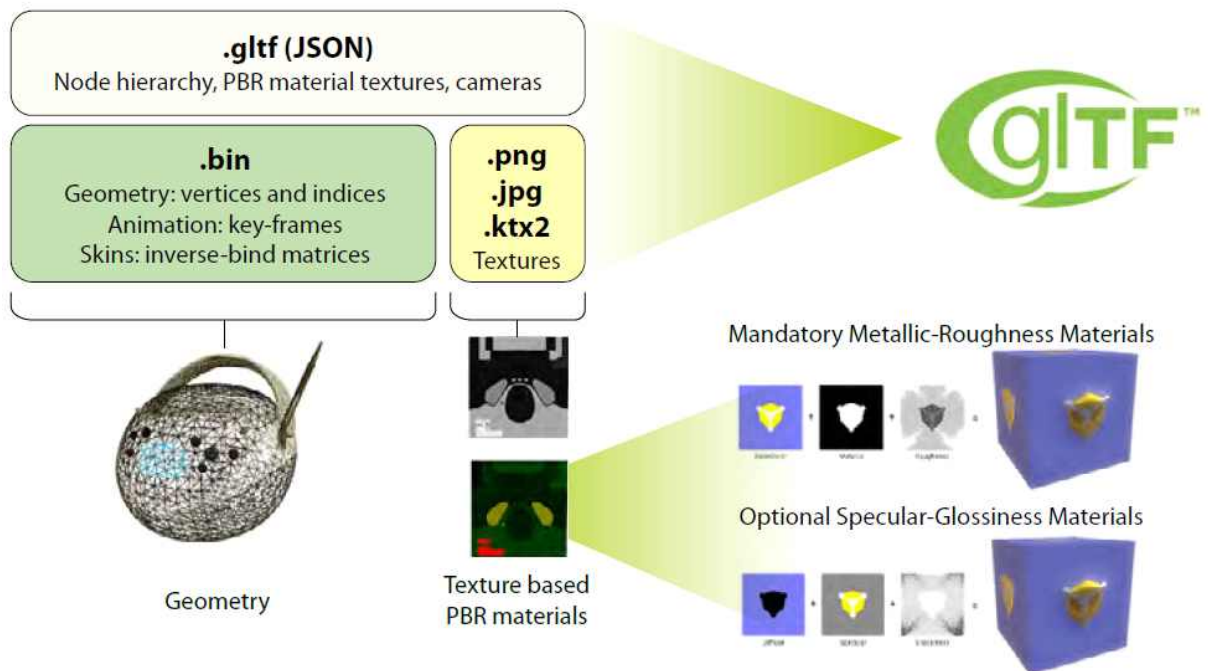 .gltf (JSON)
Node hierarchy, PBR material textures, cameras
.bin
Geometry: vertices and indices
Animation: key-frames
Skins: inverse-bind matrices
.png
.jpg
.ktx2
Textures
glTF™
Geometry
Texture based
PBR materials
Mandatory Metallic-Roughness Materials
Optional Specular-Glossiness Materials